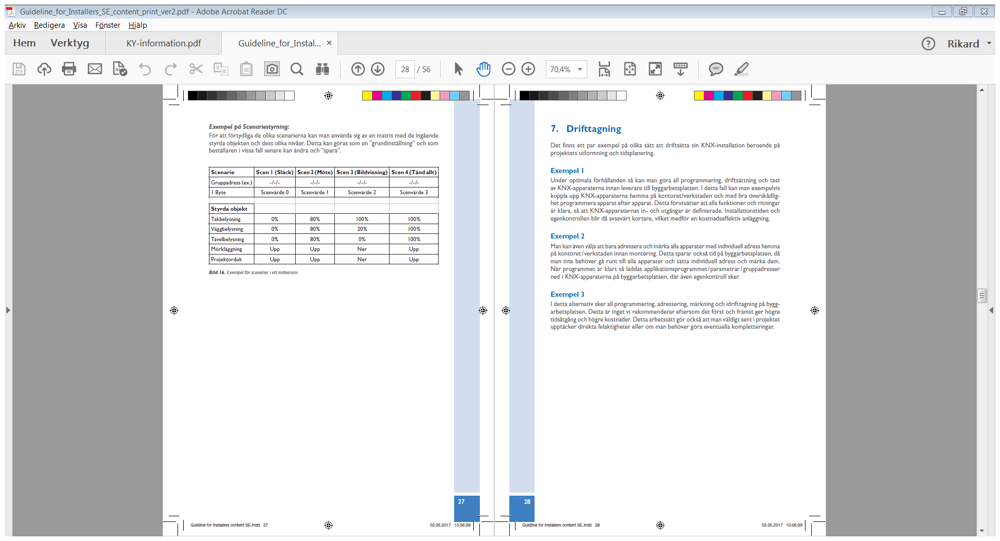 Guideline_for_Installers_SE_content_print_ver2.pdf - Adobe Acrobat Reader DC
Arkiv Redigera Visa Fönster Hjälp
Hem Verktyg KY-information.pdf Guideline_for_Instal... × Rikard
28 / 56 70,4%
Exempel på Scenariestyrning:
För att förtydliga de olika scenarierna kan man använda sig av en matris med de ingående
styrda objekten och dess olika nivåer. Detta kan göras som en ”grundinställning” och som
beställaren i vissa fall senare kan ändra och ”spara”.
Scenarie Scen 1 (Släck) Scen 2 (Möte) Scen 3 (Bildvisning) Scen 4 (Tänd allt)
Gruppadress (ex.) -/-/- -/-/- -/-/- -/-/-
1 Byte Scenvärde 0 Scenvärde 1 Scenvärde 2 Scenvärde 3
Styrda objekt
Takbelysning 0% 80% 100% 100%
Väggbelysning 0% 80% 20% 100%
Tavelbelysning 0% 80% 0% 100%
Mörkläggning Upp Upp Ner Upp
Projektorduk Upp Upp Ner Upp
Bild 16. Exempel för scenarier i ett mötesrum.
27
Guidline for Installers content SE.indd 27 02.05.2017 10:56:39
7. Drifttagning
Det finns ett par exempel på olika sätt att driftsätta sin KNX-installation beroende på
projektets utformning och tidsplanering.
Exempel 1
Under optimala förhållanden så kan man göra all programmering, driftsättning och test
av KNX-apparaterna innan leverans till byggarbetsplatsen. I detta fall kan man exempelvis
koppla upp KNX-apparaterna hemma på kontoret/verkstaden och med bra överskådlig-
het programmera apparat efter apparat. Detta förutsätter att alla funktioner och ritningar
är klara, så att KNX-apparaternas in- och utgångar är definierade. Installationstiden och
egenkontrollen blir då avsevärt kortare, vilket medför en kostnadseffektiv anläggning.
Exempel 2
Man kan även välja att bara adressera och märka alla apparater med individuell adress hemma
på kontoret/verkstaden innan montering. Detta sparar också tid på byggarbetsplatsen, då
man inte behöver gå runt till alla apparater och sätta individuell adress och märka dem.
När programmet är klart så laddas applikationsprogrammet/parametrar/gruppadresser
ned i KNX-apparaterna på byggarbetsplatsen, där även egenkontroll sker.
Exempel 3
I detta alternativ sker all programmering, adressering, märkning och idrifttagning på bygg-
arbetsplatsen. Detta är inget vi rekommenderar eftersom det först och främst ger högre
tidsåtgång och högre kostnader. Detta arbetssätt gör också att man väldigt sent i projektet
upptäcker direkta felaktigheter eller om man behöver göra eventuella kompletteringar.
28
Guidline for Installers content SE.indd 28 02.05.2017 10:56:39